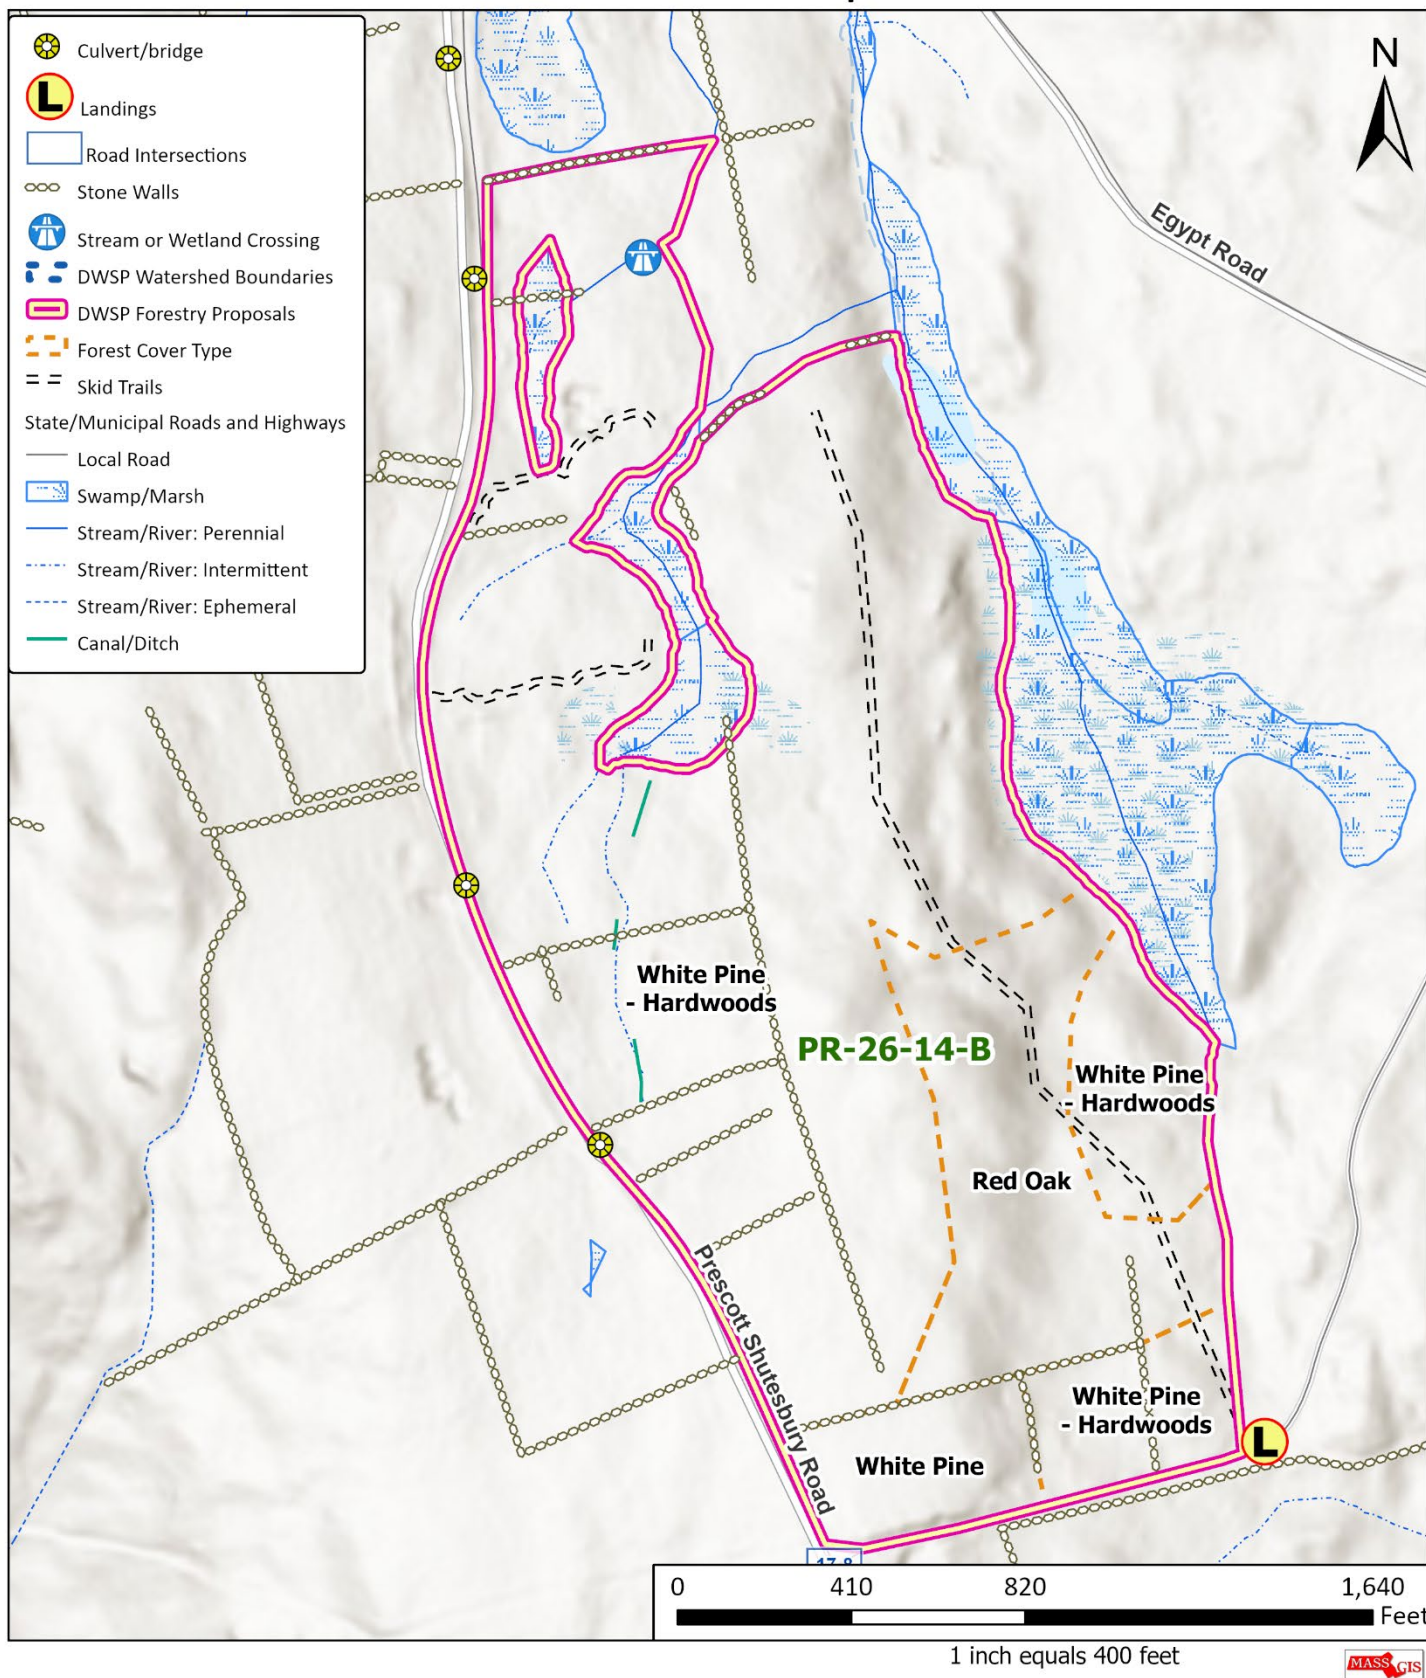 Culvert/bridge
L
Landings
Road Intersections
Stone Walls
Stream or Wetland Crossing
DWSP Watershed Boundaries
DWSP Forestry Proposals
Forest Cover Type
Skid Trails
State/Municipal Roads and Highways
Local Road
Swamp/Marsh
Stream/River: Perennial
Stream/River: Intermittent
Stream/River: Ephemeral
Canal/Ditch
N
Egypt Road
White Pine
- Hardwoods
PR-26-14-B
White Pine
- Hardwoods
Red Oak
Prescott Shutesbury Road
White Pine
- Hardwoods
L
White Pine
0 410 820 1,640
Feet
1 inch equals 400 feet
MASS GIS